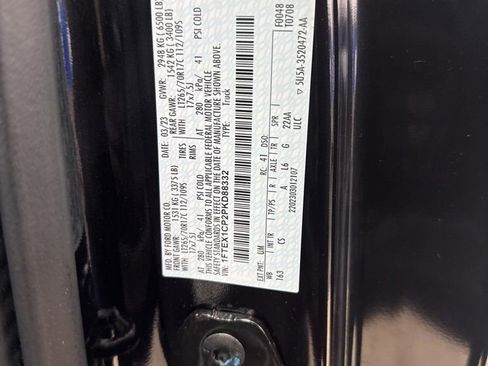 MFD. BY FORD MOTOR CO.
DATE: 03/23 GVWR: 2948 KG ( 6500 LB)
FRONT GAWR: 1531 KG ( 3375 LB) REAR GAWR: 1542 KG ( 3400 LB)
WITH LT265/70R17C 112/109S TIRES WITH LT265/70R17C 112/109S
17x7.5J RIMS 17x7.5J
AT 280 kPa/ 41 PSI COLD AT 280 kPa/ 41 PSI COLD
THIS VEHICLE CONFORMS TO ALL APPLICABLE FEDERAL MOTOR VEHICLE
SAFETY STANDARDS IN EFFECT ON THE DATE OF MANUFACTURE SHOWN ABOVE.
VIN: 1FTEX1CP2PKD88332
TYPE: Truck
F0048
T0708
EXT PNT: UM RC: 41 DSO:
WB INT TR TP/PS R AXLE TR SPR
163 CS A L6 G 22AA
2702303012107 ULC
▽ 5U5A-3520472-AA